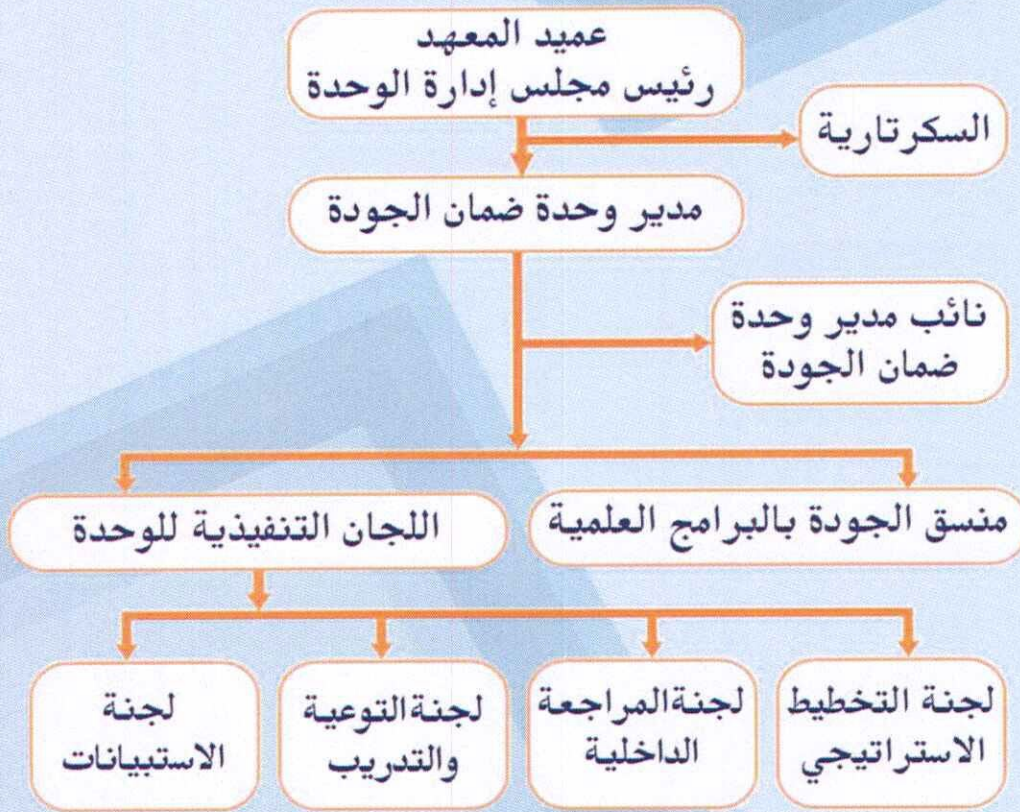 عميد المعهد
رئيس مجلس إدارة الوحدة
السكرتارية
مدير وحدة ضمان الجودة
نائب مدير وحدة
ضمان الجودة
منسق الجودة بالبرامج العلمية
اللجان التنفيذية للوحدة
لجنة التخطيط
الاستراتيجي
لجنة المراجعة
الداخلية
لجنة التوعية
والتدريب
لجنة
الاستبيانات